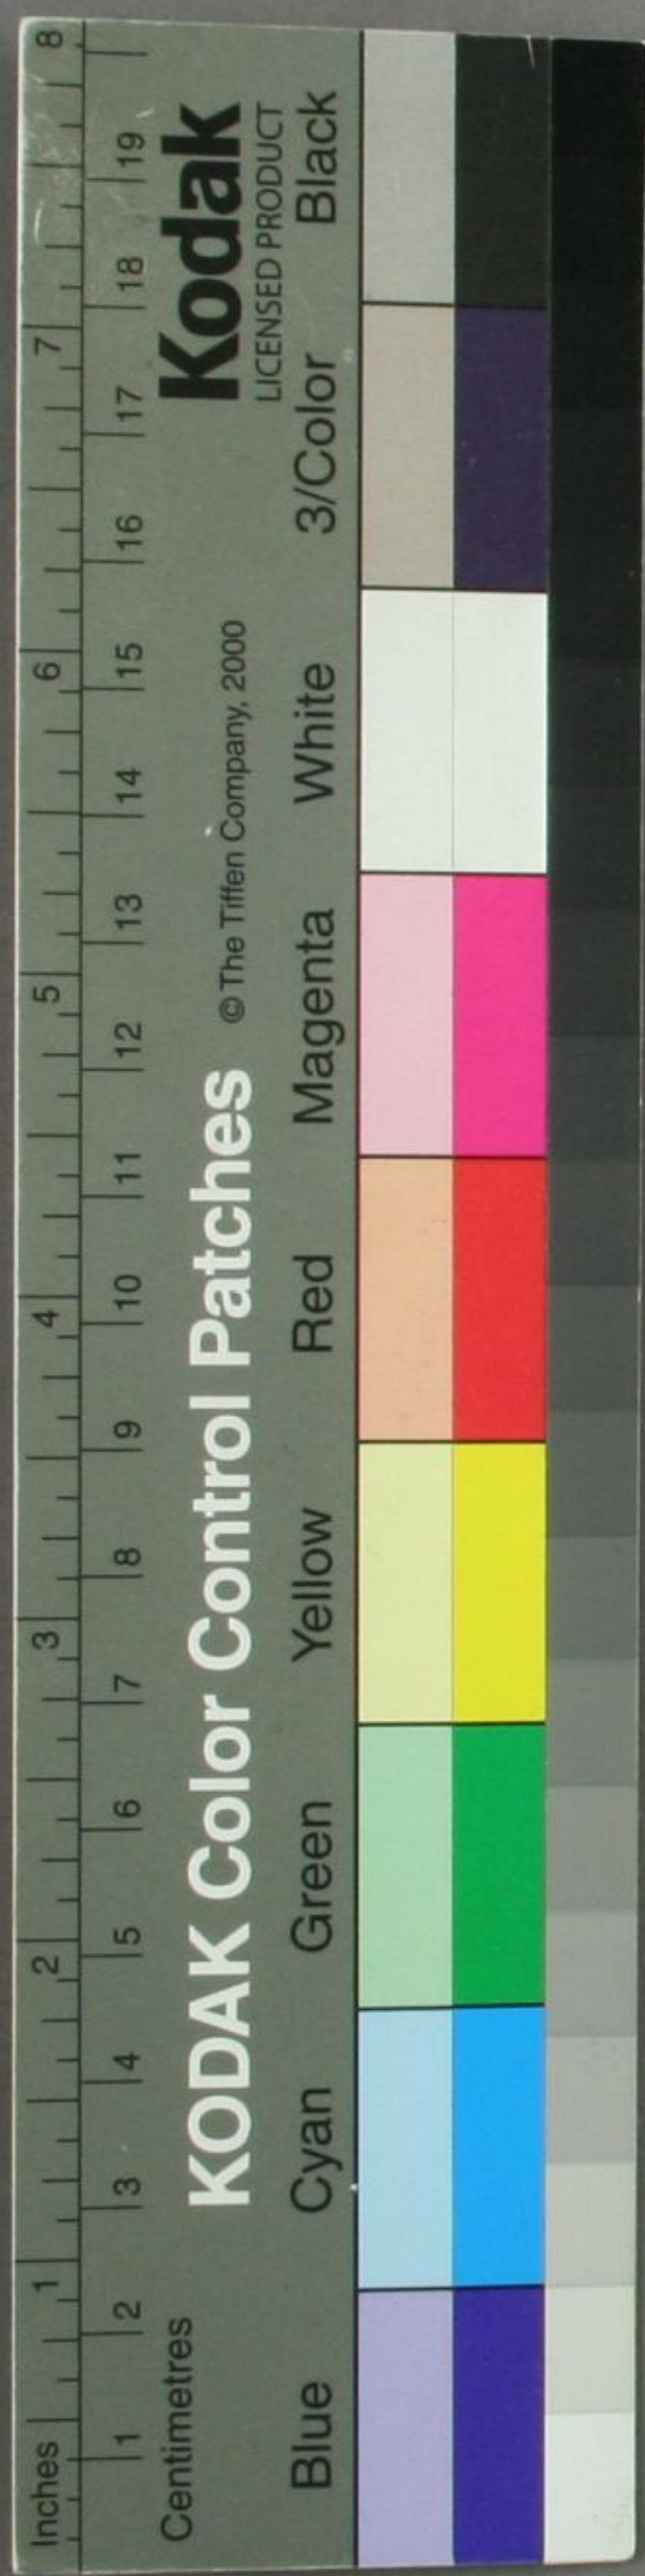 Inches 1 2 3 4 5 6 7 8
1 2 3 4 5 6 7 8 9 10 11 12 13 14 15 16 17 18 19
Centimetres
KODAK Color Control Patches © The Tiffen Company, 2000 Kodak
LICENSED PRODUCT
Blue Cyan Green Yellow Red Magenta White 3/Color Black